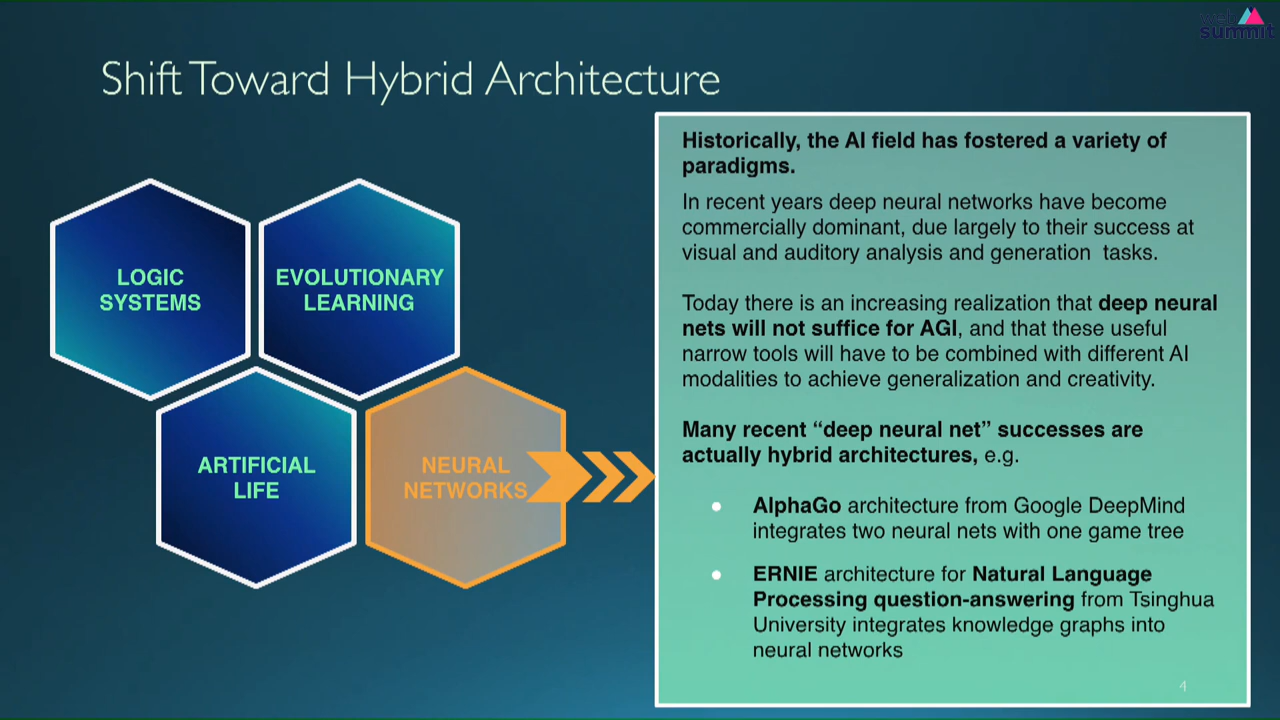 web
summit
Shift Toward Hybrid Architecture
LOGIC
SYSTEMS
EVOLUTIONARY
LEARNING
ARTIFICIAL
LIFE
NEURAL
NETWORKS
Historically, the AI field has fostered a variety of
paradigms.
In recent years deep neural networks have become
commercially dominant, due largely to their success at
visual and auditory analysis and generation tasks.
Today there is an increasing realization that deep neural
nets will not suffice for AGI, and that these useful
narrow tools will have to be combined with different AI
modalities to achieve generalization and creativity.
Many recent “deep neural net” successes are
actually hybrid architectures, e.g.
● AlphaGo architecture from Google DeepMind
integrates two neural nets with one game tree
● ERNIE architecture for Natural Language
Processing question-answering from Tsinghua
University integrates knowledge graphs into
neural networks
4